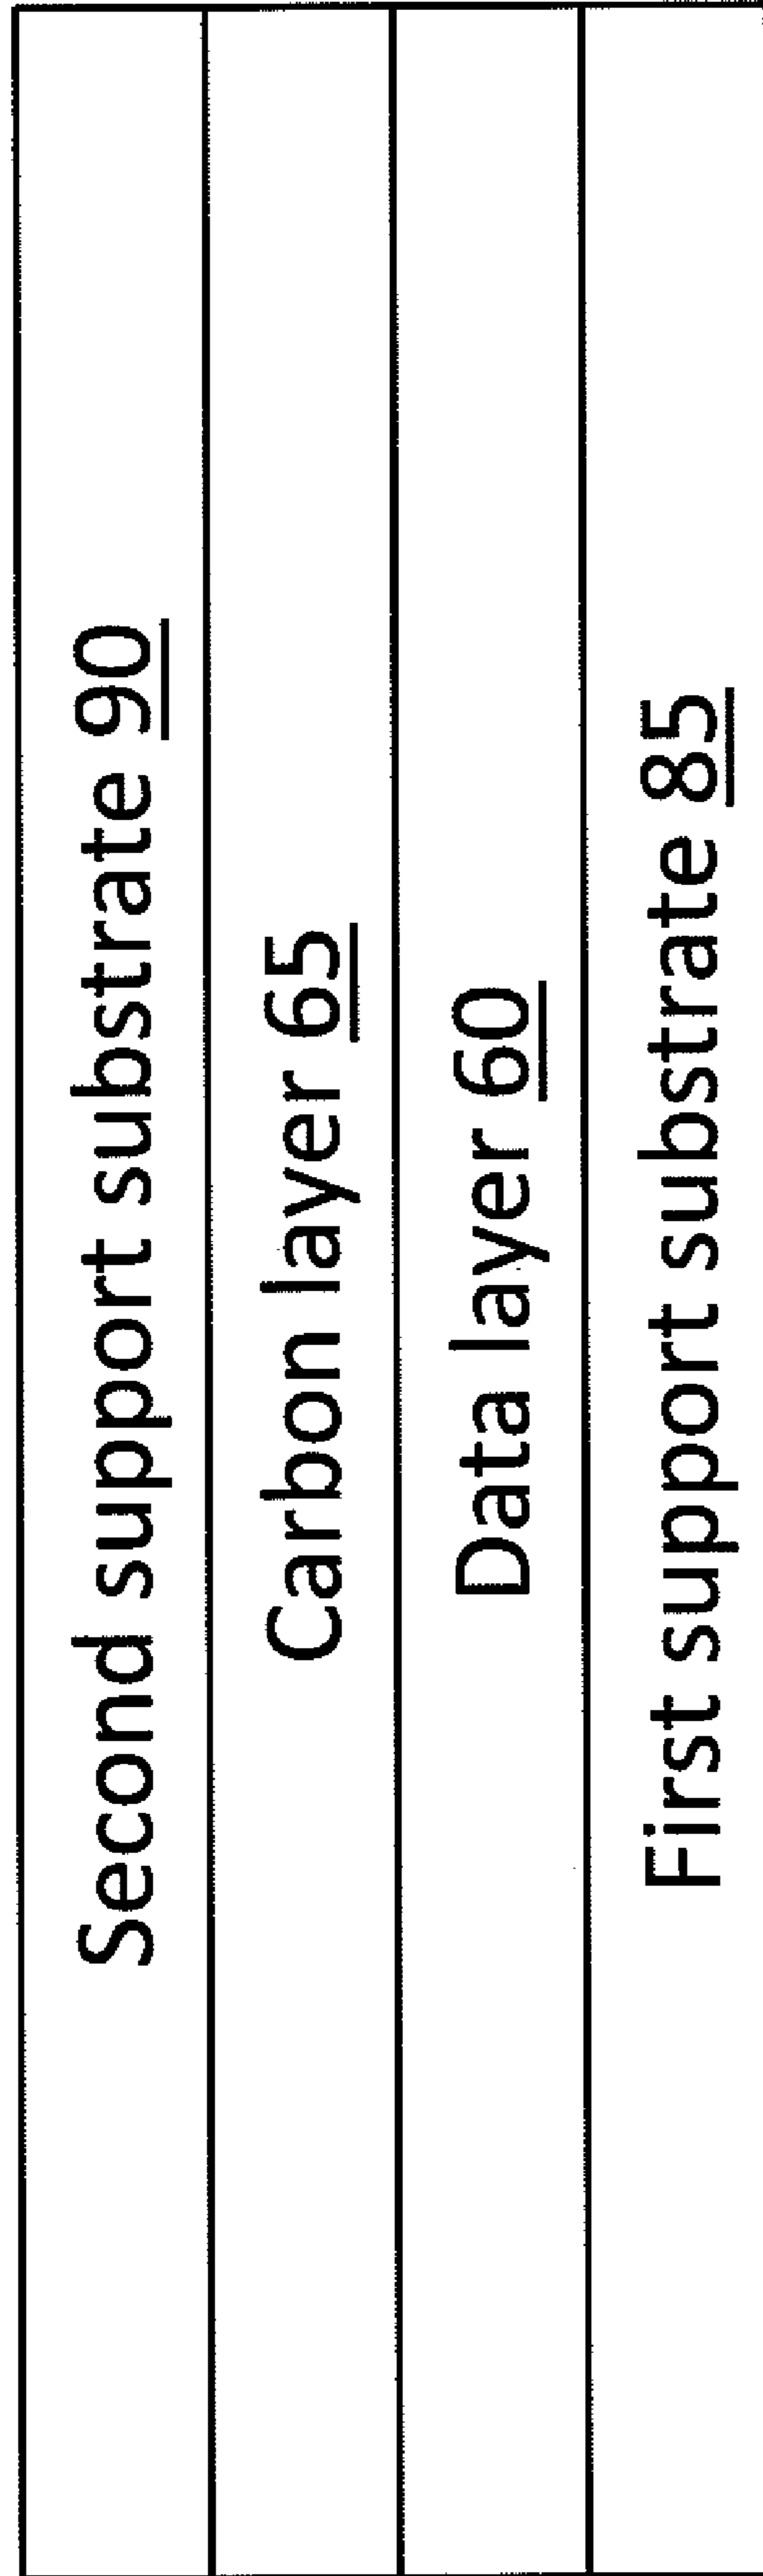 Second support substrate 90
Carbon layer 65
Data layer 60
First support substrate 85